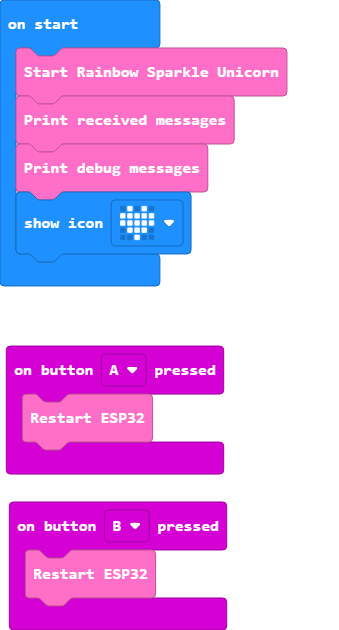 on start
Start Rainbow Sparkle Unicorn
Print received messages
Print debug messages
show icon
on button A pressed
Restart ESP32
on button B pressed
Restart ESP32